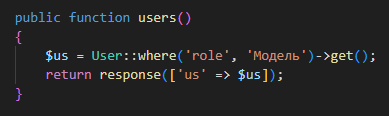 public function users()
{
    $us = User::where('role', 'Модель')->get();
    return response(['us' => $us]);
}